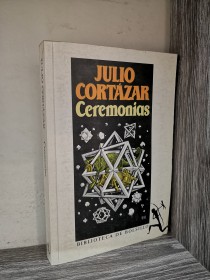 JULIO
CORTÁZAR
Ceremonias
BIBLIOTECA DE BOLSILLO